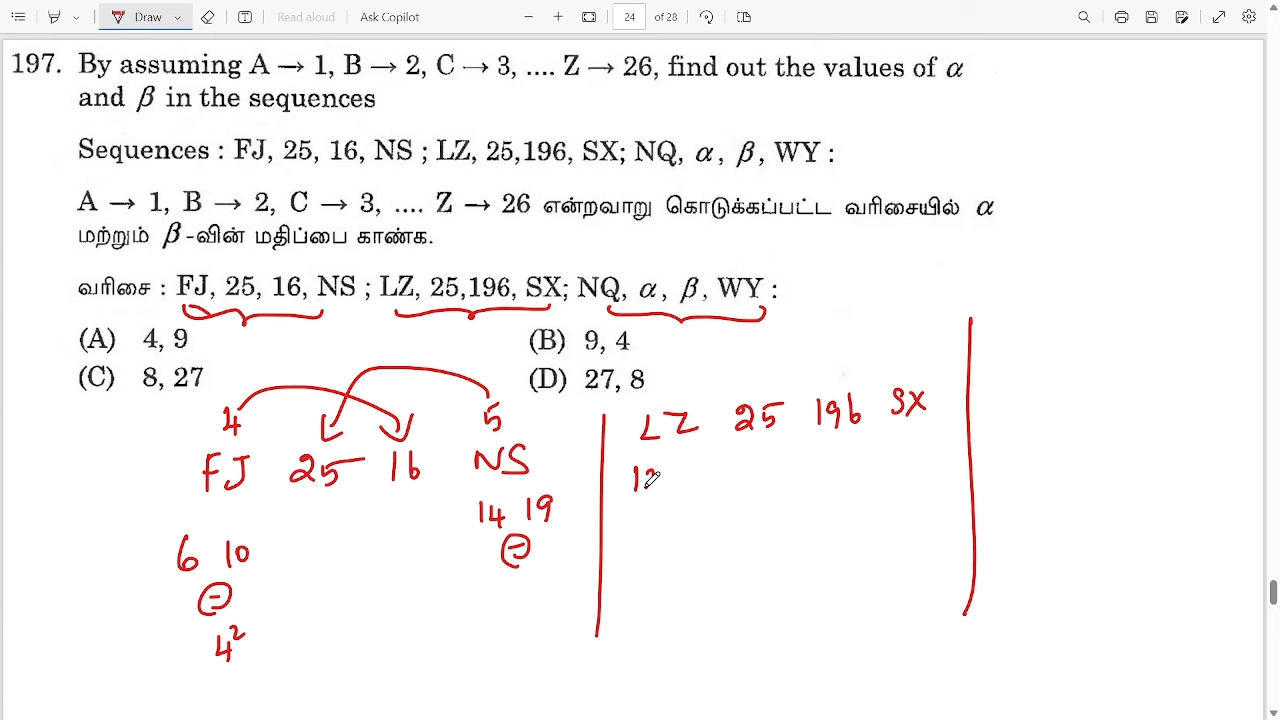 Draw Read aloud Ask Copilot 24 of 28
197. By assuming A → 1, B → 2, C → 3, .... Z → 26, find out the values of α
and β in the sequences
Sequences : FJ, 25, 16, NS ; LZ, 25,196, SX; NQ, α, β, WY :
A → 1, B → 2, C → 3, .... Z → 26 என்றவாறு கொடுக்கப்பட்ட வரிசையில் α
மற்றும் β-வின் மதிப்பை காண்க.
வரிசை : FJ, 25, 16, NS ; LZ, 25,196, SX; NQ, α, β, WY :
(A) 4, 9 (B) 9, 4
(C) 8, 27 (D) 27, 8
4 5
FJ 25 16 NS
LZ 25 196 SX
14 19
12
6 10
4²